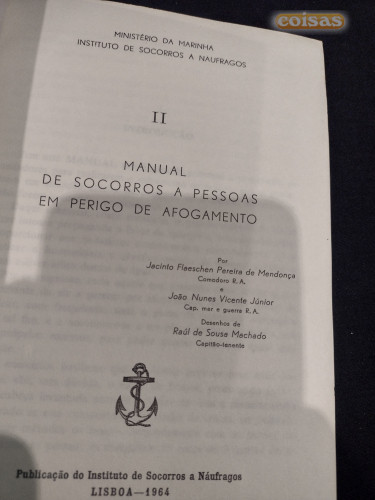 coisas
MINISTÉRIO DA MARINHA
INSTITUTO DE SOCORROS A NAUFRAGOS
II
MANUAL
DE SOCORROS A PESSOAS
EM PERIGO DE AFOGAMENTO
Por
Jacinto Flaeschen Pereira de Mendonça
Comodoro R. A.
e
João Nunes Vicente Júnior
Cap. mar e guerra R. A.
Desenhos de
Raúl de Sousa Machado
Capitão-tenente
Publicação do Instituto de Socorros a Náufragos
LISBOA—1964